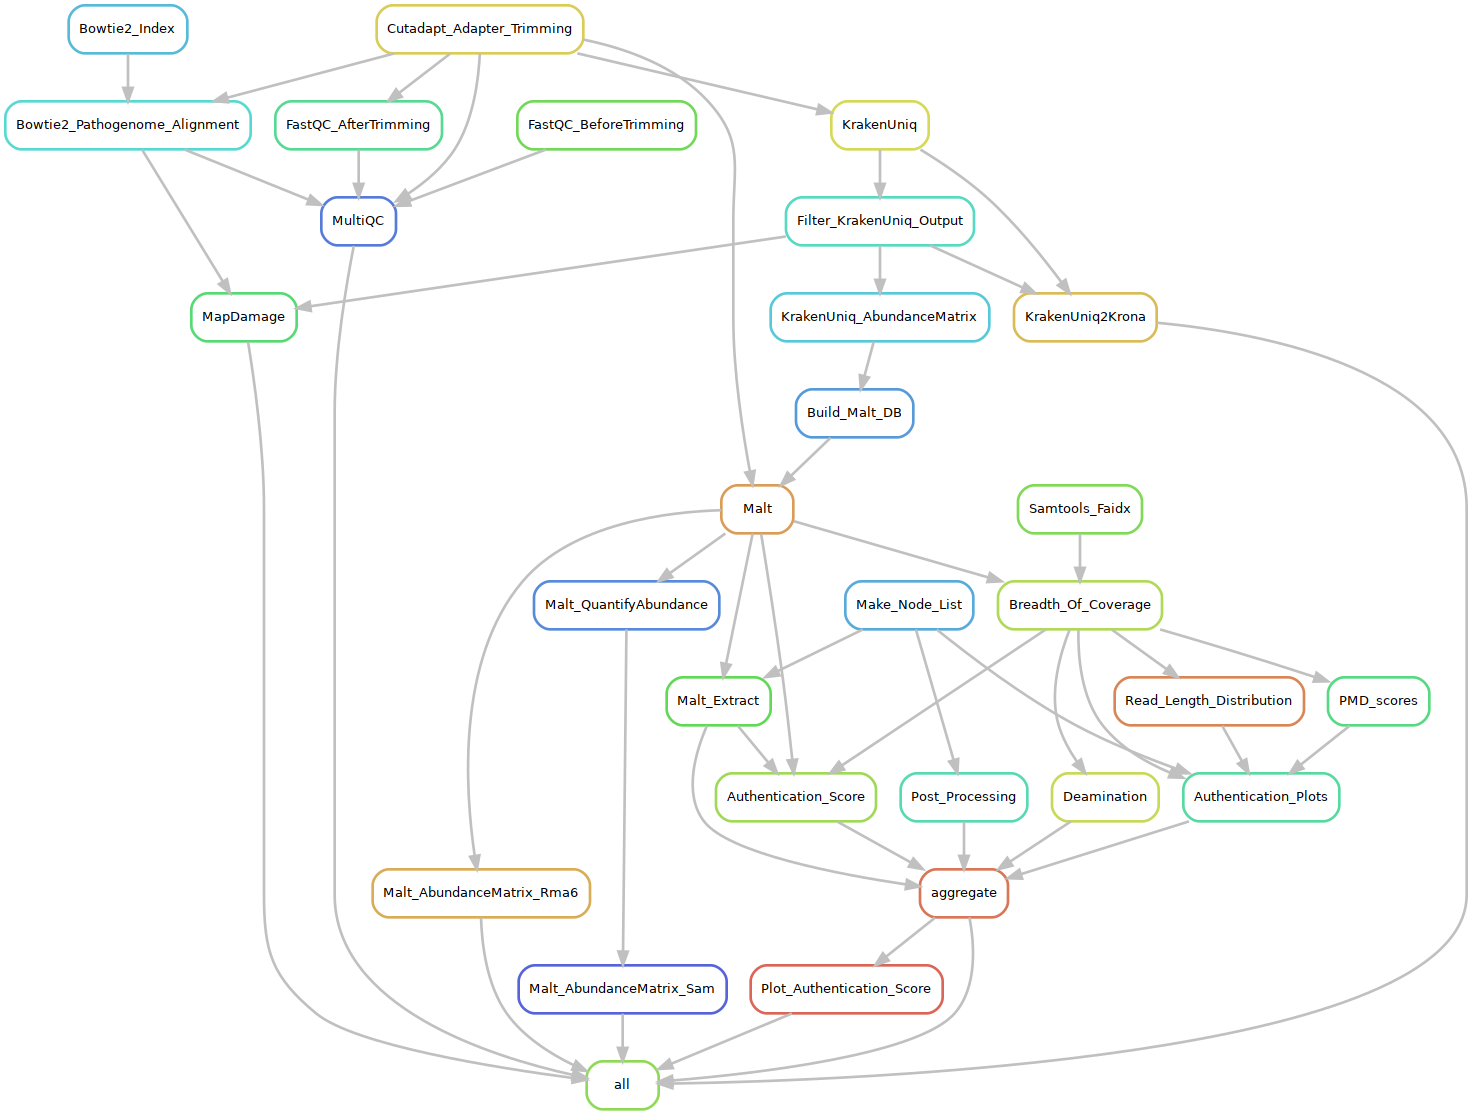 Bowtie2_Index
Cutadapt_Adapter_Trimming
Bowtie2_Pathogenome_Alignment
FastQC_AfterTrimming
FastQC_BeforeTrimming
KrakenUniq
MultiQC
Filter_KrakenUniq_Output
MapDamage
KrakenUniq_AbundanceMatrix
KrakenUniq2Krona
Build_Malt_DB
Malt
Samtools_Faidx
Malt_QuantifyAbundance
Make_Node_List
Breadth_Of_Coverage
Malt_Extract
Read_Length_Distribution
PMD_scores
Authentication_Score
Post_Processing
Deamination
Authentication_Plots
Malt_AbundanceMatrix_Rma6
aggregate
Malt_AbundanceMatrix_Sam
Plot_Authentication_Score
all